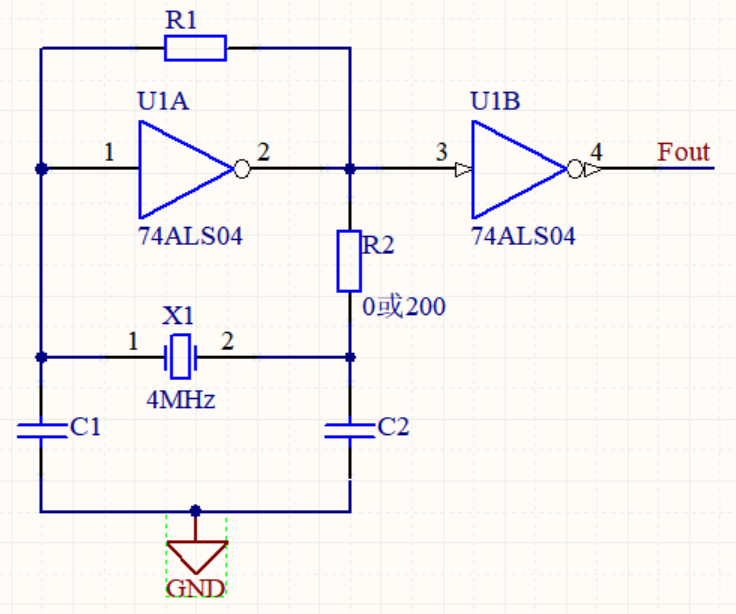 R1
U1A
U1B
1
2
3
4
Fout
74ALS04
74ALS04
R2
0或200
X1
1
2
4MHz
C1
C2
GND